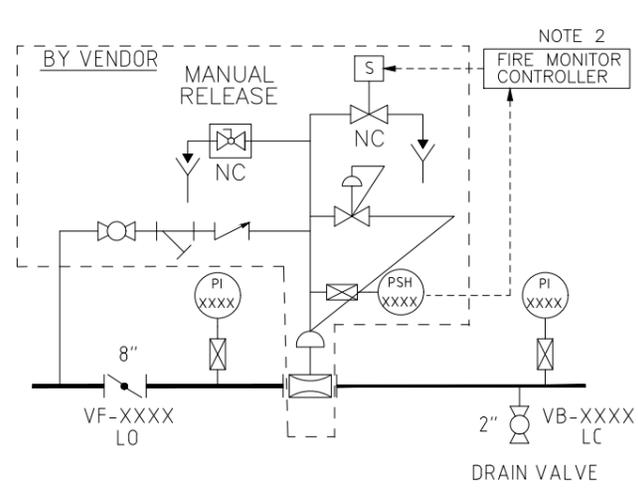 NOTE 2
BY VENDOR
S
FIRE MONITOR
CONTROLLER
MANUAL
RELEASE
NC
NC
PI
XXXX
PSH
XXXX
PI
XXXX
8"
VF-XXXX
LO
2"
VB-XXXX
LC
DRAIN VALVE